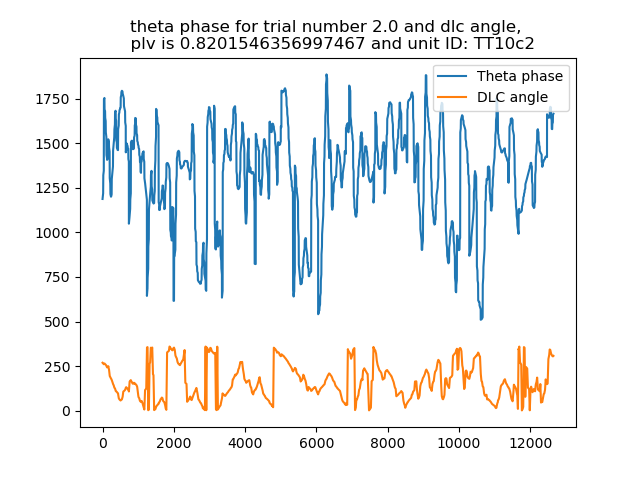 theta phase for trial number 2.0 and dlc angle,
plv is 0.8201546356997467 and unit ID: TT10c2
Theta phase
DLC angle
1750
1500
1250
1000
750
500
250
0
0 2000 4000 6000 8000 10000 12000